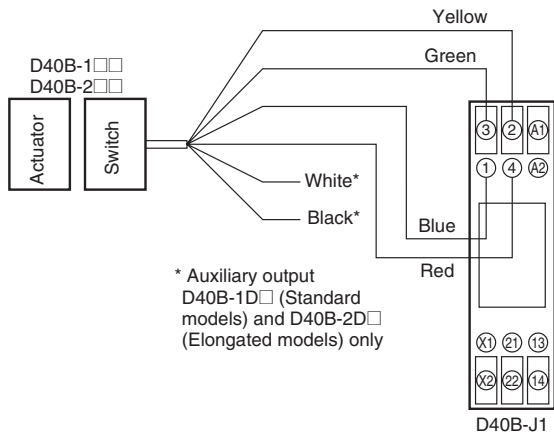 Yellow
Green
D40B-1□□
D40B-2□□
Actuator
Switch
3 2 A1
1 4 A2
White*
Black*
Blue
Red
* Auxiliary output
D40B-1D□ (Standard
models) and D40B-2D□
(Elongated models) only
X1 21 13
X2 22 14
D40B-J1